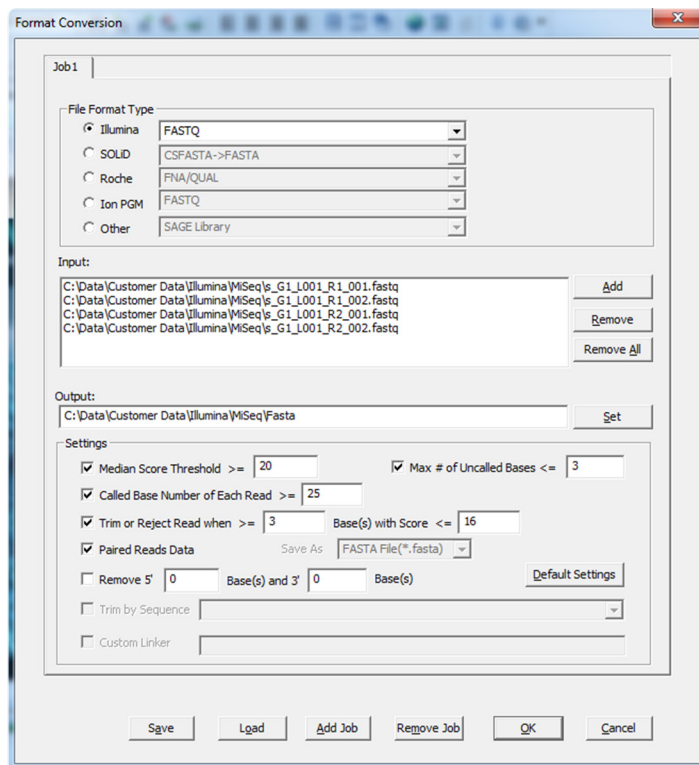 Format Conversion
Job1
File Format Type
Illumina FASTQ
SOLiD CSFASTA->FASTA
Roche FNA/QUAL
Ion PGM FASTQ
Other SAGE Library
Input:
C:\Data\Customer Data\Illumina\MiSeq\s_G1_L001_R1_001.fastq
C:\Data\Customer Data\Illumina\MiSeq\s_G1_L001_R1_002.fastq
C:\Data\Customer Data\Illumina\MiSeq\s_G1_L001_R2_001.fastq
C:\Data\Customer Data\Illumina\MiSeq\s_G1_L001_R2_002.fastq
Add
Remove
Remove All
Output:
C:\Data\Customer Data\Illumina\MiSeq\Fasta Set
Settings
Median Score Threshold >= 20 Max # of Uncalled Bases <= 3
Called Base Number of Each Read >= 25
Trim or Reject Read when >= 3 Base(s) with Score <= 16
Paired Reads Data Save As FASTA File(*.fasta)
Remove 5' 0 Base(s) and 3' 0 Base(s) Default Settings
Trim by Sequence
Custom Linker
Save Load Add Job Remove Job OK Cancel